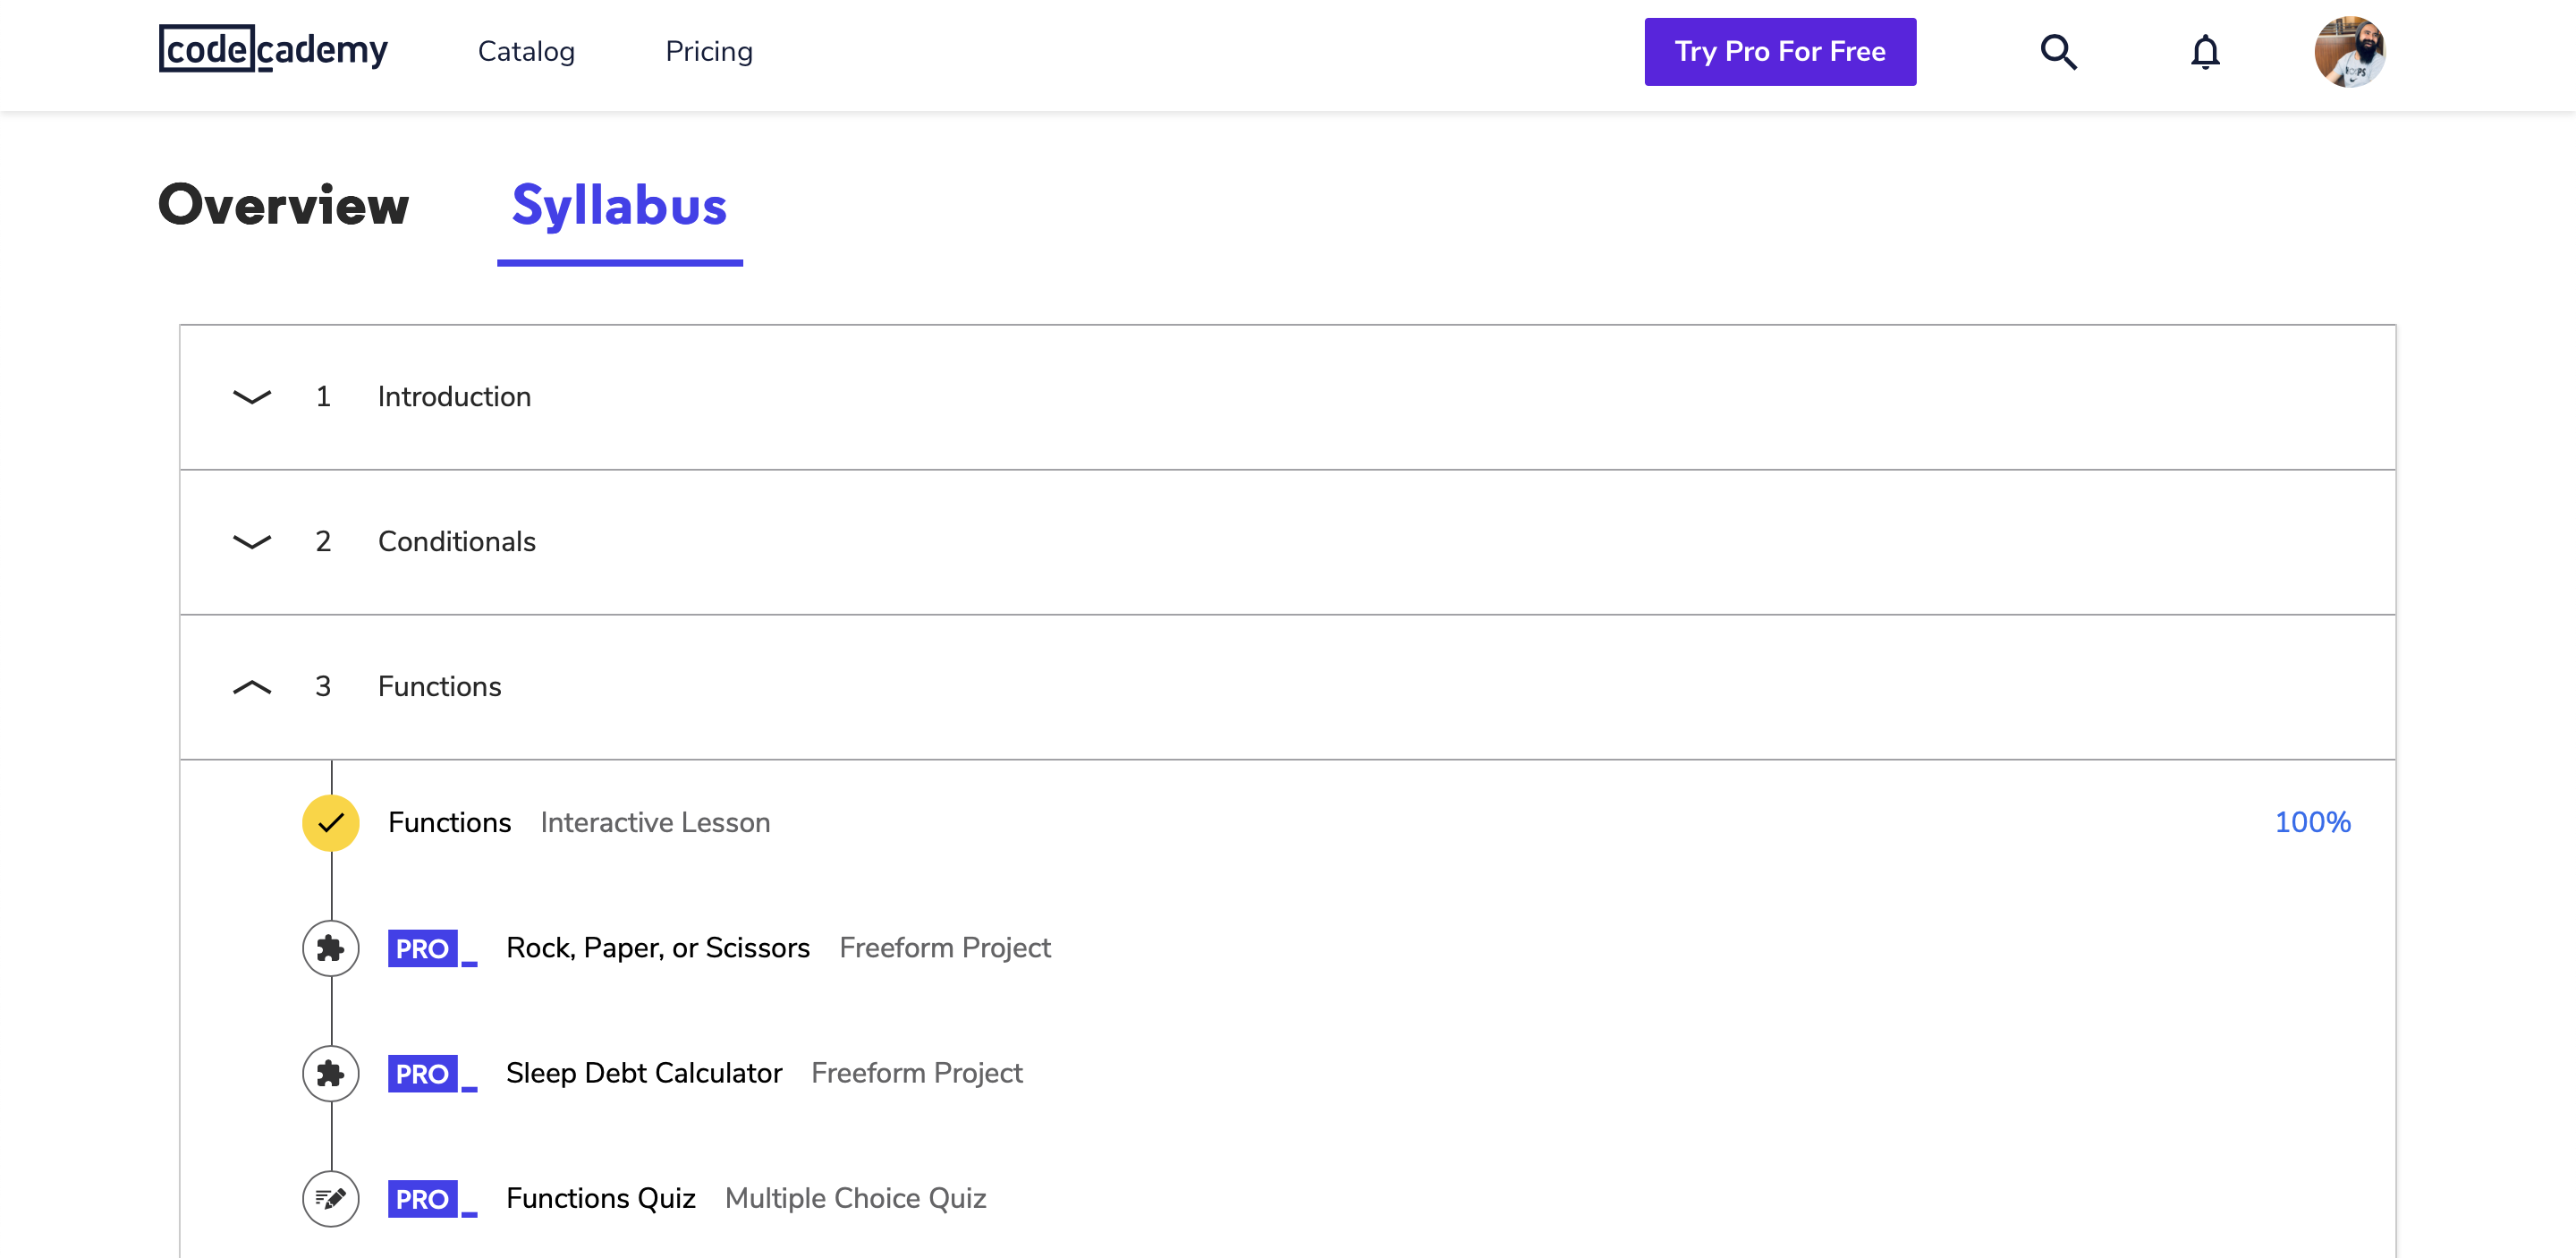 codecademy Catalog Pricing Try Pro For Free
Overview Syllabus
1 Introduction
2 Conditionals
3 Functions
Functions Interactive Lesson 100%
PRO Rock, Paper, or Scissors Freeform Project
PRO Sleep Debt Calculator Freeform Project
PRO Functions Quiz Multiple Choice Quiz